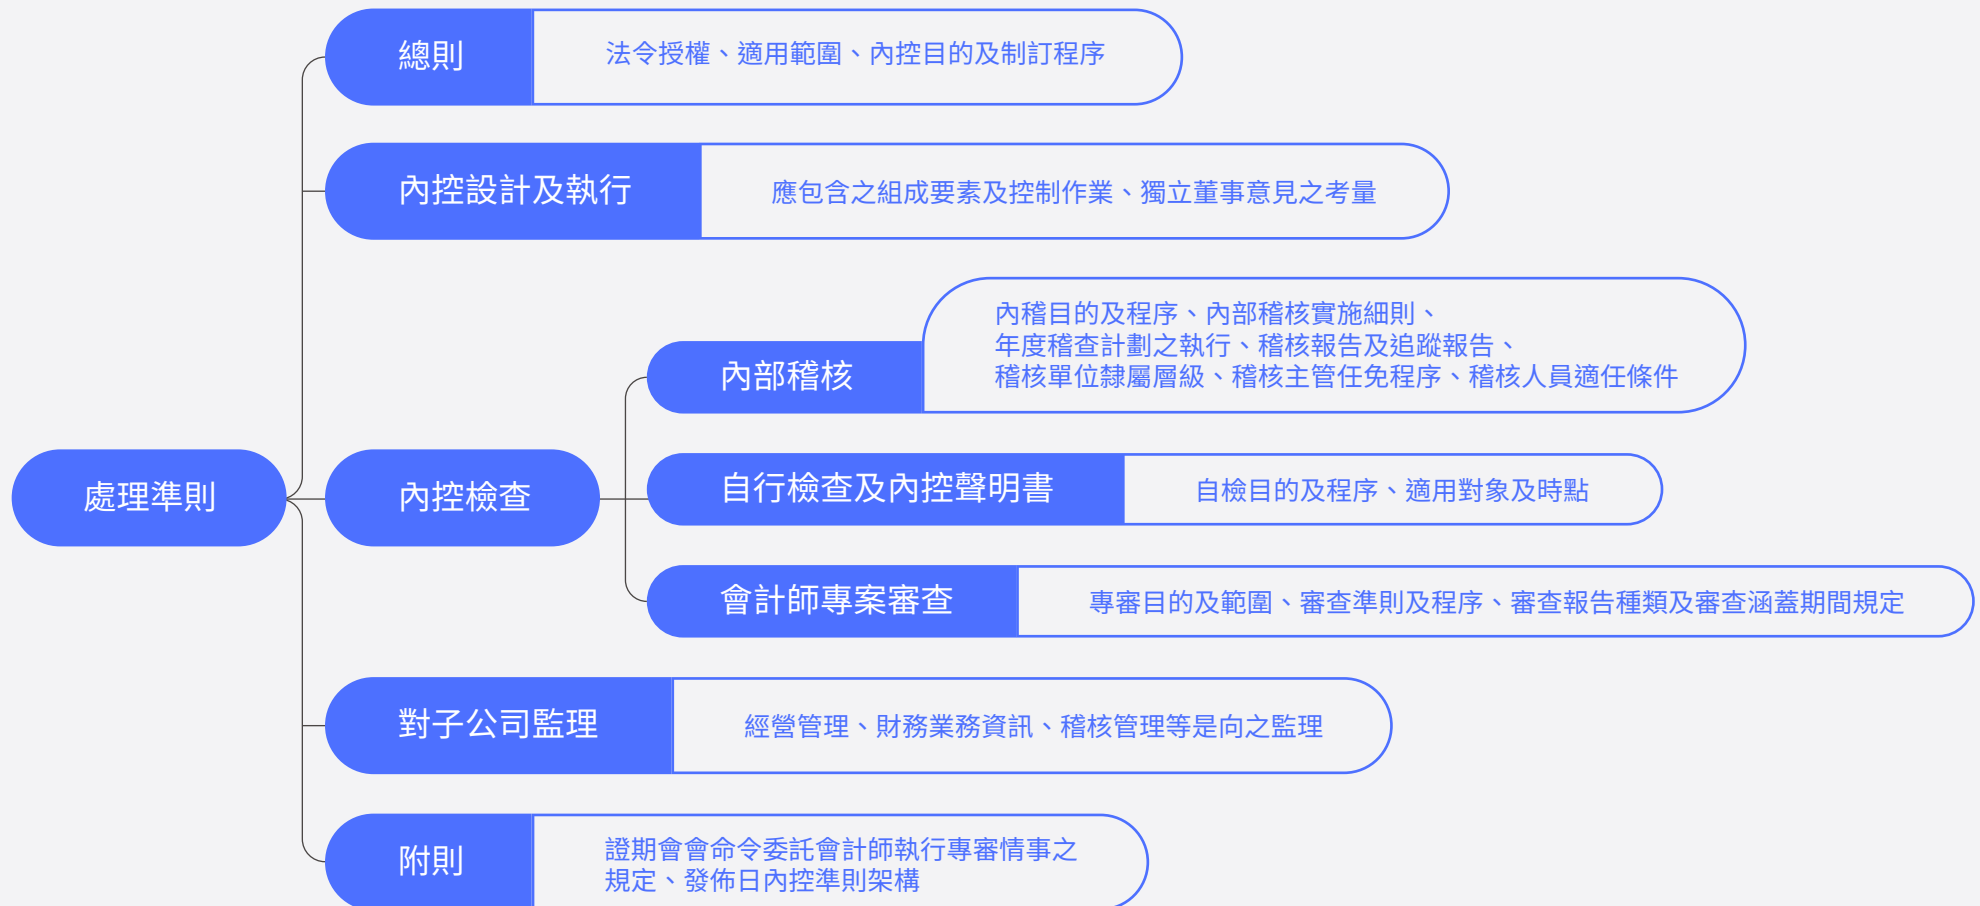 總則
法令授權、適用範圍、內控目的及制訂程序
內控設計及執行
應包含之組成要素及控制作業、獨立董事意見之考量
內稽目的及程序、內部稽核實施細則、
年度稽查計劃之執行、稽核報告及追蹤報告、
稽核單位隸屬層級、稽核主管任免程序、稽核人員適任條件
內部稽核
處理準則
內控檢查
自行檢查及內控聲明書
自檢目的及程序、適用對象及時點
會計師專案審查
專審目的及範圍、審查準則及程序、審查報告種類及審查涵蓋期間規定
對子公司監理
經營管理、財務業務資訊、稽核管理等是向之監理
附則
證期會會命令委託會計師執行專審情事之
規定、發佈日內控準則架構